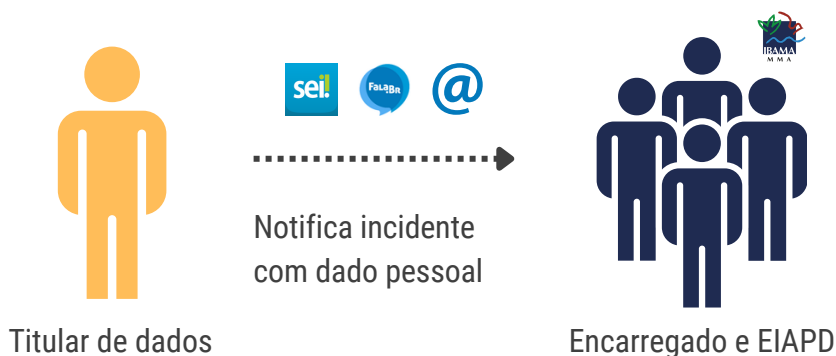 IBAMA
MMA
sei!
FalaBR
@
Notifica incidente
com dado pessoal
Titular de dados
Encarregado e EIAPD